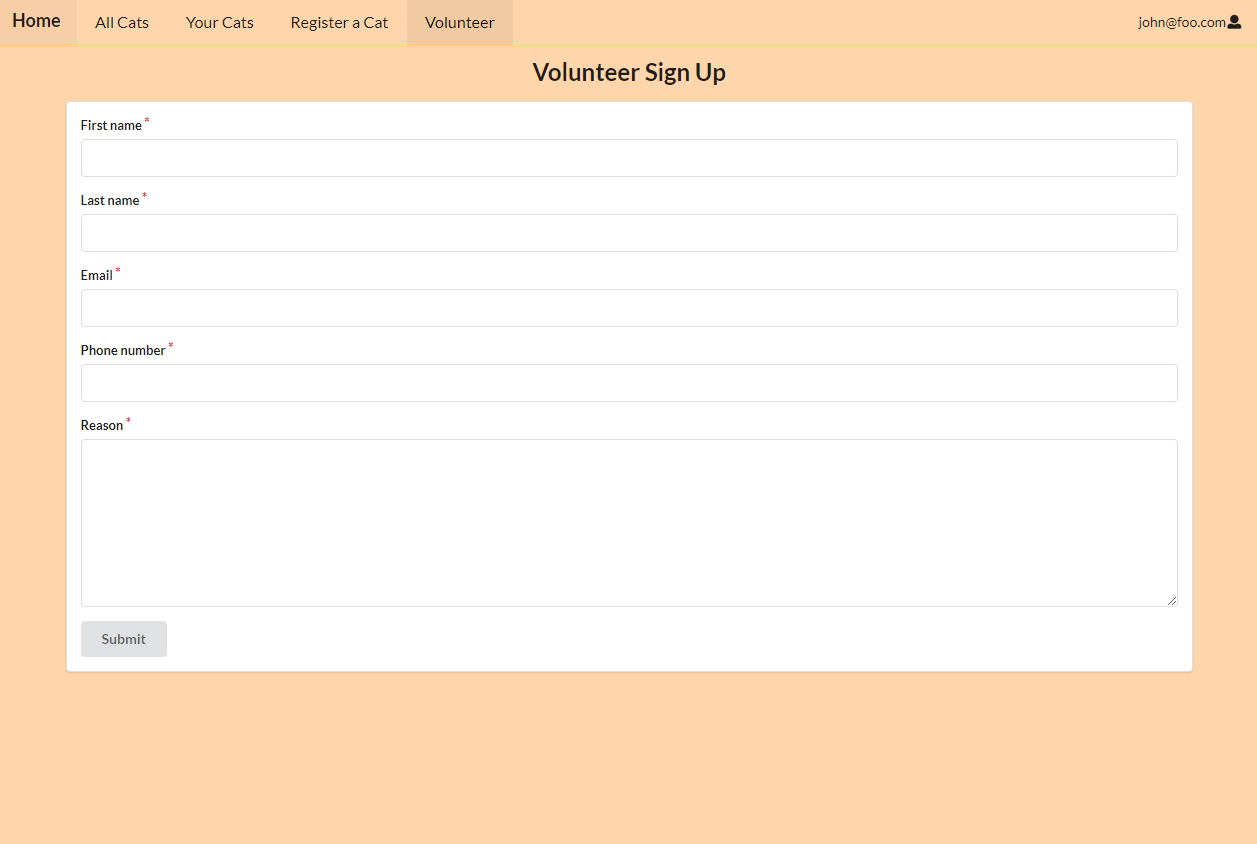 Home All Cats Your Cats Register a Cat Volunteer john@foo.com
Volunteer Sign Up
First name *
Last name *
Email *
Phone number *
Reason *
Submit